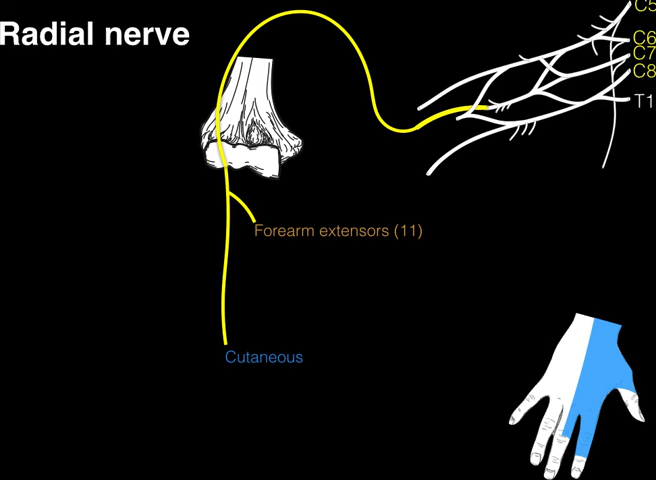 Radial nerve
C5
C6
C7
C8
T1
Forearm extensors (11)
Cutaneous